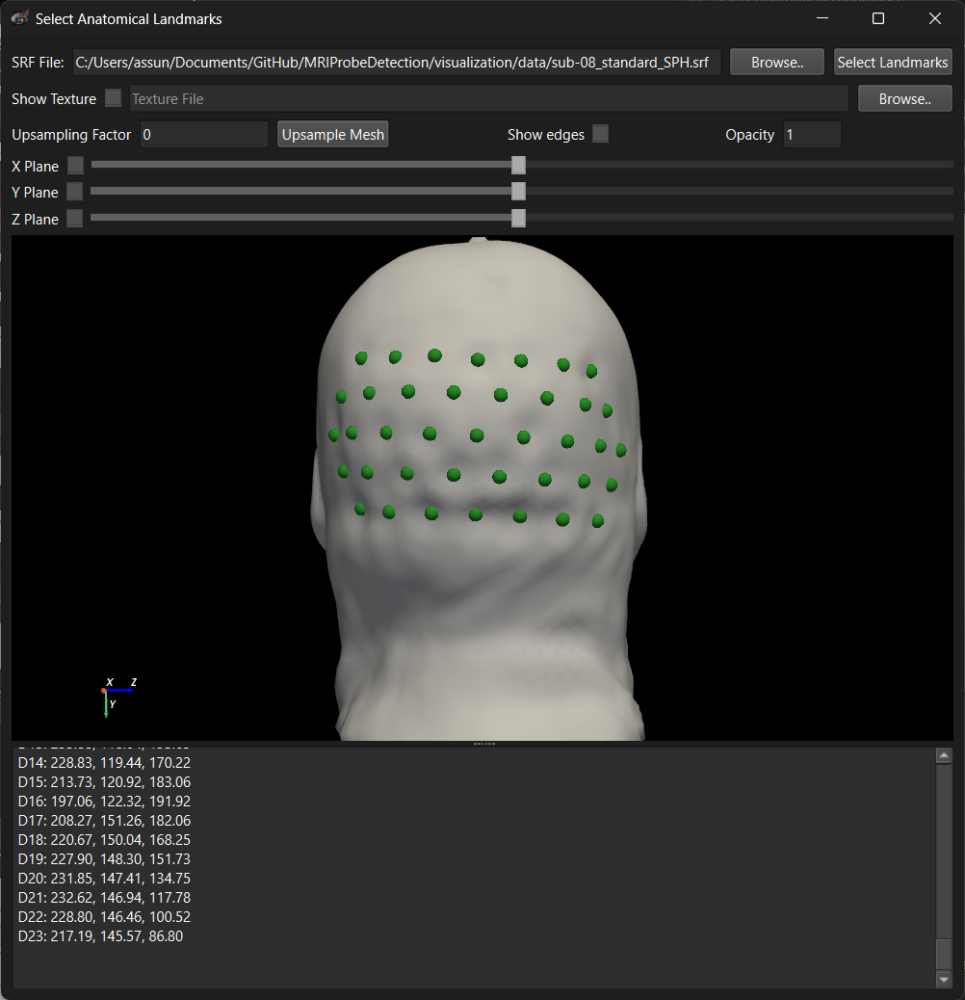 Select Anatomical Landmarks
SRF File: C:/Users/assun/Documents/GitHub/MRIProbeDetection/visualization/data/sub-08_standard_SPH.srf Browse.. Select Landmarks
Show Texture Texture File Browse..
Upsampling Factor 0 Upsample Mesh Show edges Opacity 1
X Plane
Y Plane
Z Plane
X Z
Y
D14: 228.83, 119.44, 170.22
D15: 213.73, 120.92, 183.06
D16: 197.06, 122.32, 191.92
D17: 208.27, 151.26, 182.06
D18: 220.67, 150.04, 168.25
D19: 227.90, 148.30, 151.73
D20: 231.85, 147.41, 134.75
D21: 232.62, 146.94, 117.78
D22: 228.80, 146.46, 100.52
D23: 217.19, 145.57, 86.80